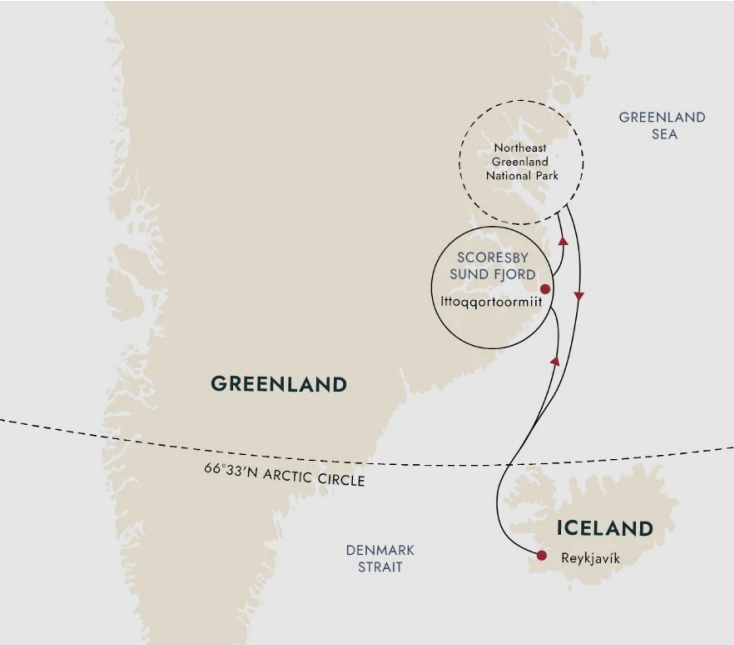 GREENLAND
SEA
Northeast
Greenland
National Park
SCORESBY
SUND FJORD
Ittoqqortoormiit
GREENLAND
66°33'N ARCTIC CIRCLE
ICELAND
Reykjavík
DENMARK
STRAIT